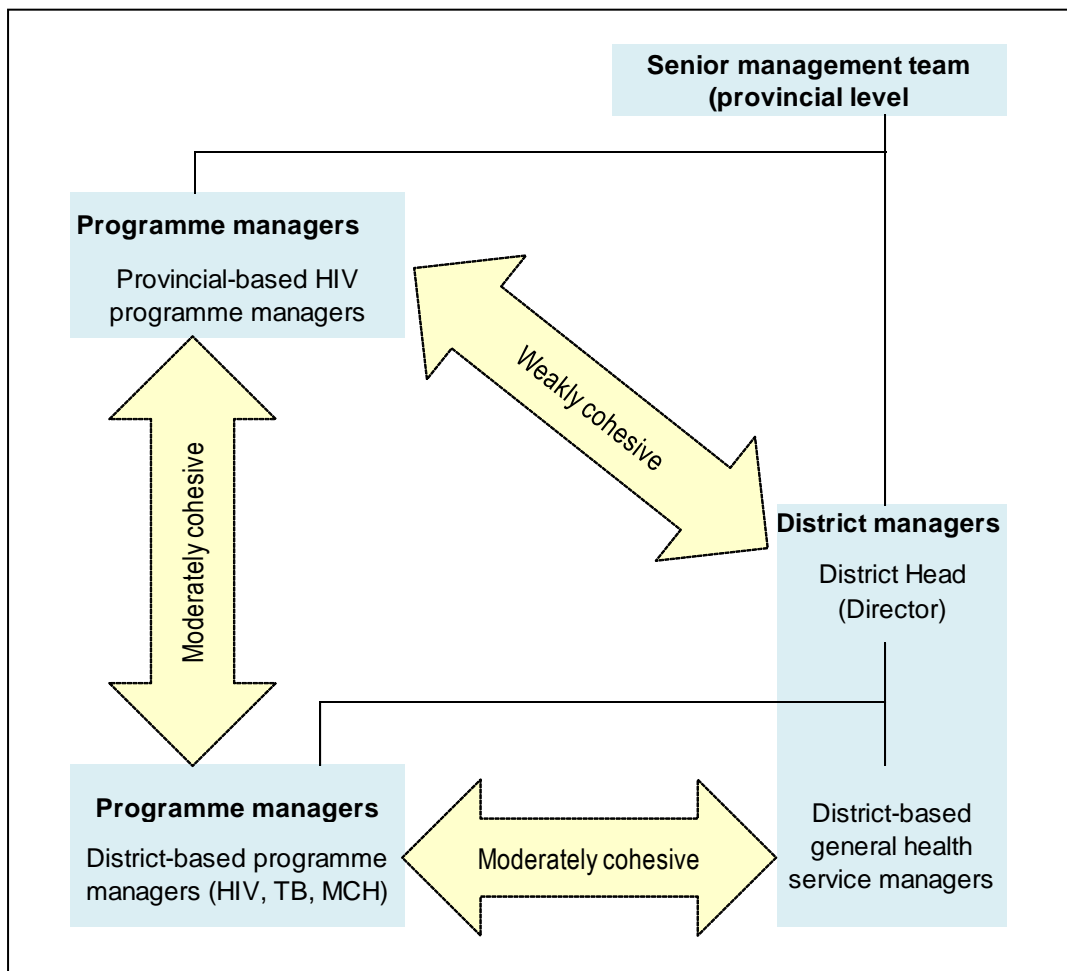 Senior management team
(provincial level
Programme managers
Provincial-based HIV
programme managers
Weakly cohesive
Moderately cohesive
District managers
District Head
(Director)
Programme managers
District-based programme
managers (HIV, TB, MCH)
Moderately cohesive
District-based
general health
service managers